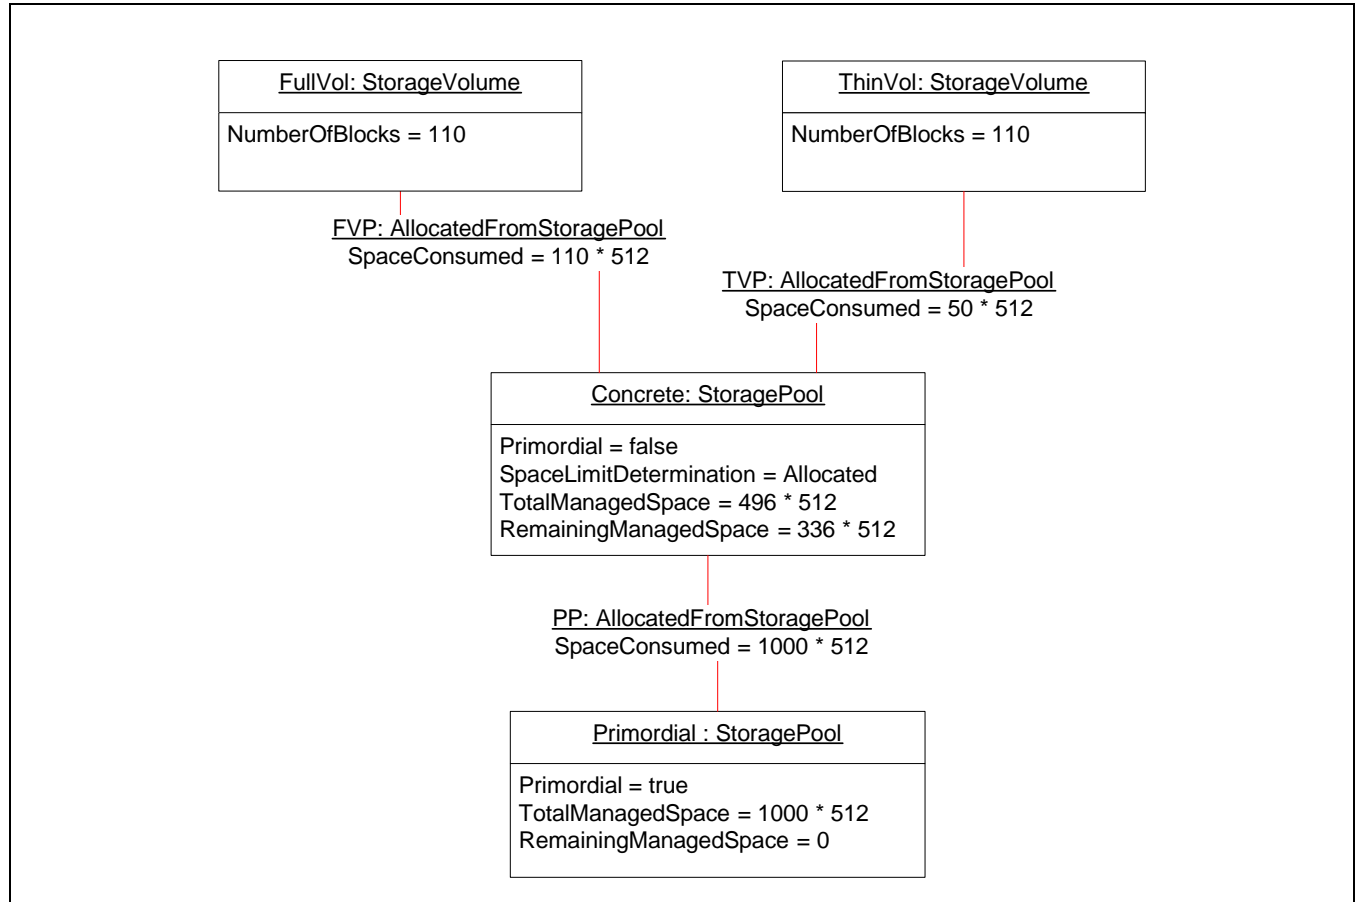 FullVol: StorageVolume
NumberOfBlocks = 110
ThinVol: StorageVolume
NumberOfBlocks = 110
FVP: AllocatedFromStoragePool
SpaceConsumed = 110 * 512
TVP: AllocatedFromStoragePool
SpaceConsumed = 50 * 512
Concrete: StoragePool
Primordial = false
SpaceLimitDetermination = Allocated
TotalManagedSpace = 496 * 512
RemainingManagedSpace = 336 * 512
PP: AllocatedFromStoragePool
SpaceConsumed = 1000 * 512
Primordial : StoragePool
Primordial = true
TotalManagedSpace = 1000 * 512
RemainingManagedSpace = 0